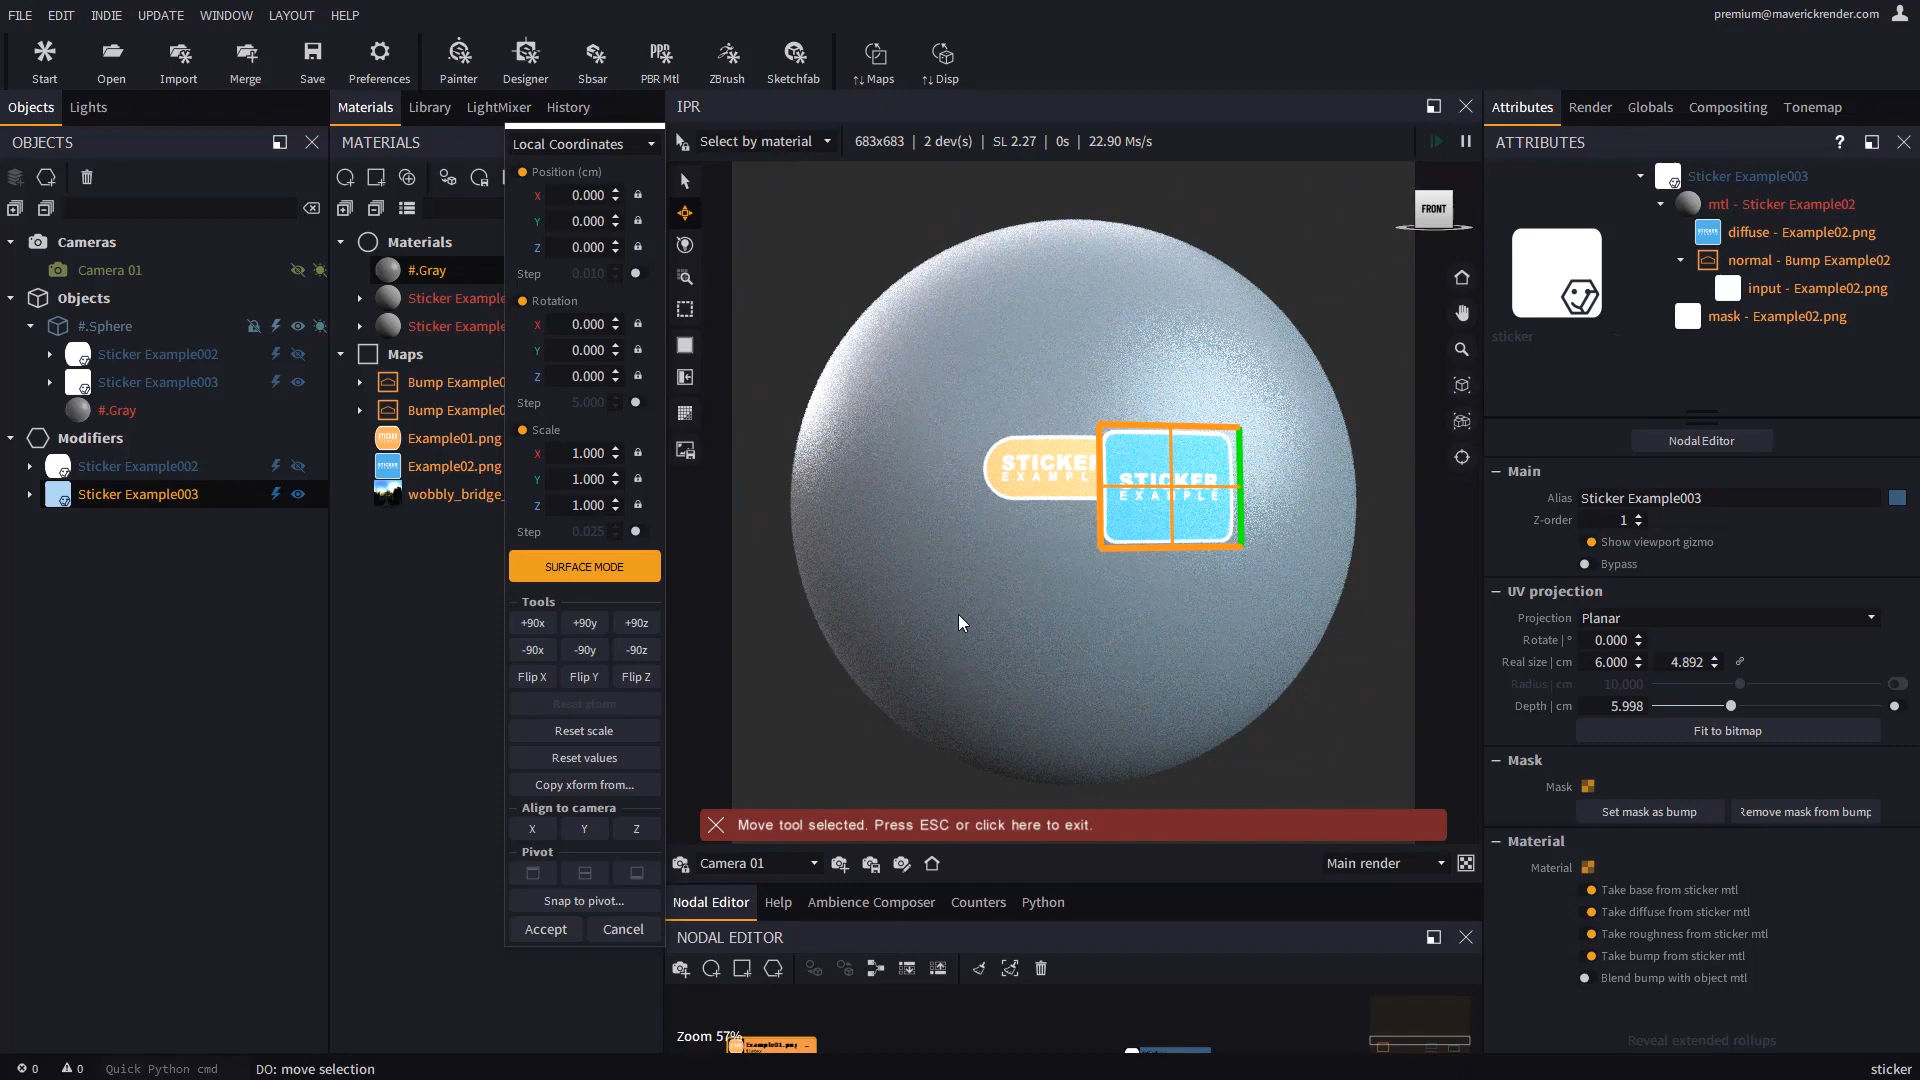 FILE EDIT INDIE UPDATE WINDOW LAYOUT HELP
premium@maverickrender.com
Start Open Import Merge Save Preferences Painter Designer Sbsar PBR Mtl ZBrush Sketchfab ↑↓ Maps ↑↓ Disp
Objects Lights
OBJECTS
Cameras
Camera 01
Objects
#.Sphere
Sticker Example002
Sticker Example003
#.Gray
Modifiers
Sticker Example002
Sticker Example003
Materials Library LightMixer History
MATERIALS
Materials
#.Gray
Sticker Example
Sticker Example
Maps
Bump Example0
Bump Example0
Example01.png
Example02.png
wobbly_bridge_
Local Coordinates
Position (cm)
X 0.000
Y 0.000
Z 0.000
Step 0.010
Rotation
X 0.000
Y 0.000
Z 0.000
Step 5.000
Scale
X 1.000
Y 1.000
Z 1.000
Step 0.025
SURFACE MODE
Tools
+90x +90y +90z
-90x -90y -90z
Flip X Flip Y Flip Z
Reset xform
Reset scale
Reset values
Copy xform from...
Align to camera
X Y Z
Pivot
Snap to pivot...
Accept Cancel
IPR
Select by material 683x683 | 2 dev(s) | SL 2.27 | 0s | 22.90 Ms/s
FRONT
STICKER
EXAMPL
STICKER
EXAMPLE
Move tool selected. Press ESC or click here to exit.
Camera 01
Main render
Nodal Editor Help Ambience Composer Counters Python
NODAL EDITOR
Zoom 57%
Example01.png
Attributes Render Globals Compositing Tonemap
ATTRIBUTES
?
sticker
Sticker Example003
mtl - Sticker Example02
diffuse - Example02.png
normal - Bump Example02
input - Example02.png
mask - Example02.png
Nodal Editor
Main
Alias Sticker Example003
Z-order 1
Show viewport gizmo
Bypass
UV projection
Projection Planar
Rotate | ° 0.000
Real size | cm 6.000 4.892
Radius | cm 10.000
Depth | cm 5.998
Fit to bitmap
Mask
Mask
Set mask as bump Remove mask from bump
Material
Material
Take base from sticker mtl
Take diffuse from sticker mtl
Take roughness from sticker mtl
Take bump from sticker mtl
Blend bump with object mtl
Reveal extended rollups
0 0 Quick Python cmd DO: move selection
sticker